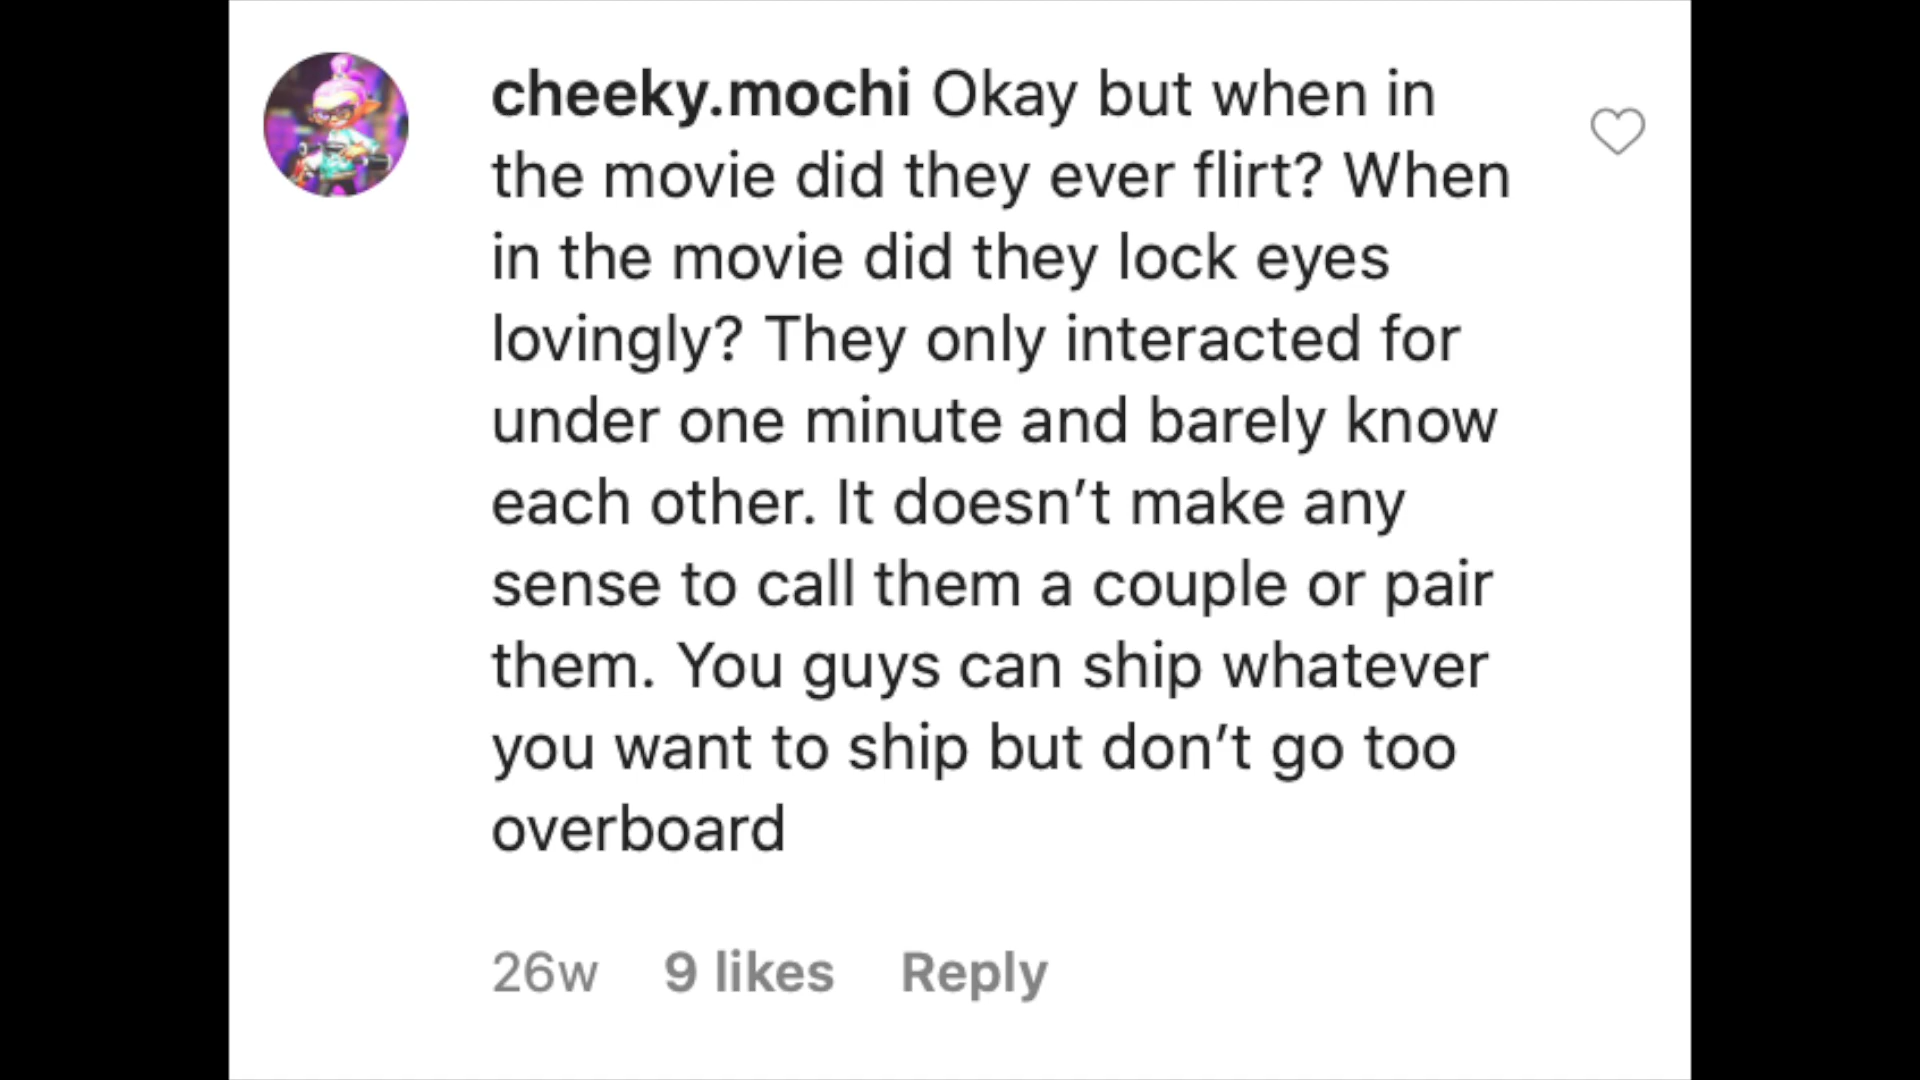 cheeky.mochi Okay but when in
the movie did they ever flirt? When
in the movie did they lock eyes
lovingly? They only interacted for
under one minute and barely know
each other. It doesn’t make any
sense to call them a couple or pair
them. You guys can ship whatever
you want to ship but don’t go too
overboard
26w 9 likes Reply